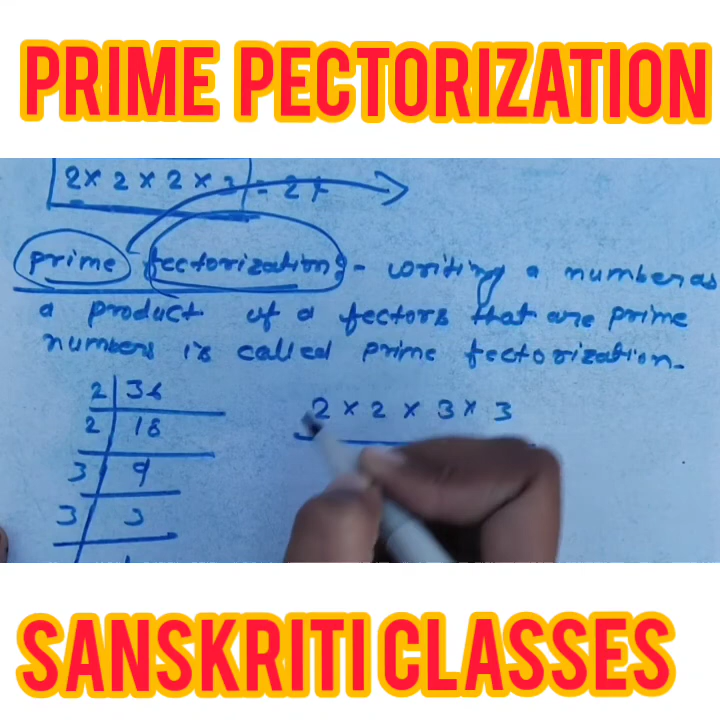 PRIME PECTORIZATION
2 × 2 × 2 × 3 = 24
prime fectorization - writing a number as
a product of a fectors that are prime
numbers is called prime fectorization.
2 36
2 × 2 × 3 × 3
2 18
3 9
3 3
SANSKRITI CLASSES